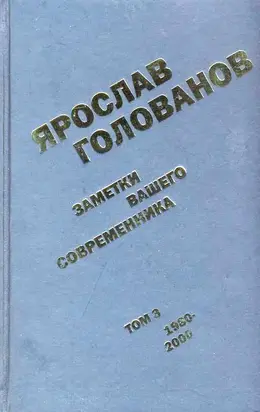 ЯРОСЛАВ
ГОЛОВАНОВ
ЗАМЕТКИ
ВАШЕГО
СОВРЕМЕННИКА
ТОМ 3
1980-
2000